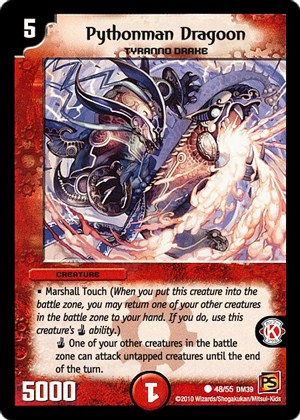 5
Pythonman Dragoon
TYRANNO DRAKE
CREATURE
▪ Marshall Touch (When you put this creature into the
battle zone, you may return one of your other creatures
in the battle zone to your hand. If you do, use this
creature's ability.)
One of your other creatures in the battle
zone can attack untapped creatures until the
end of the turn.
5000
1
48/55 DM39
©2010 Wizards/Shogakukan/Mitsui-Kids
PS
K